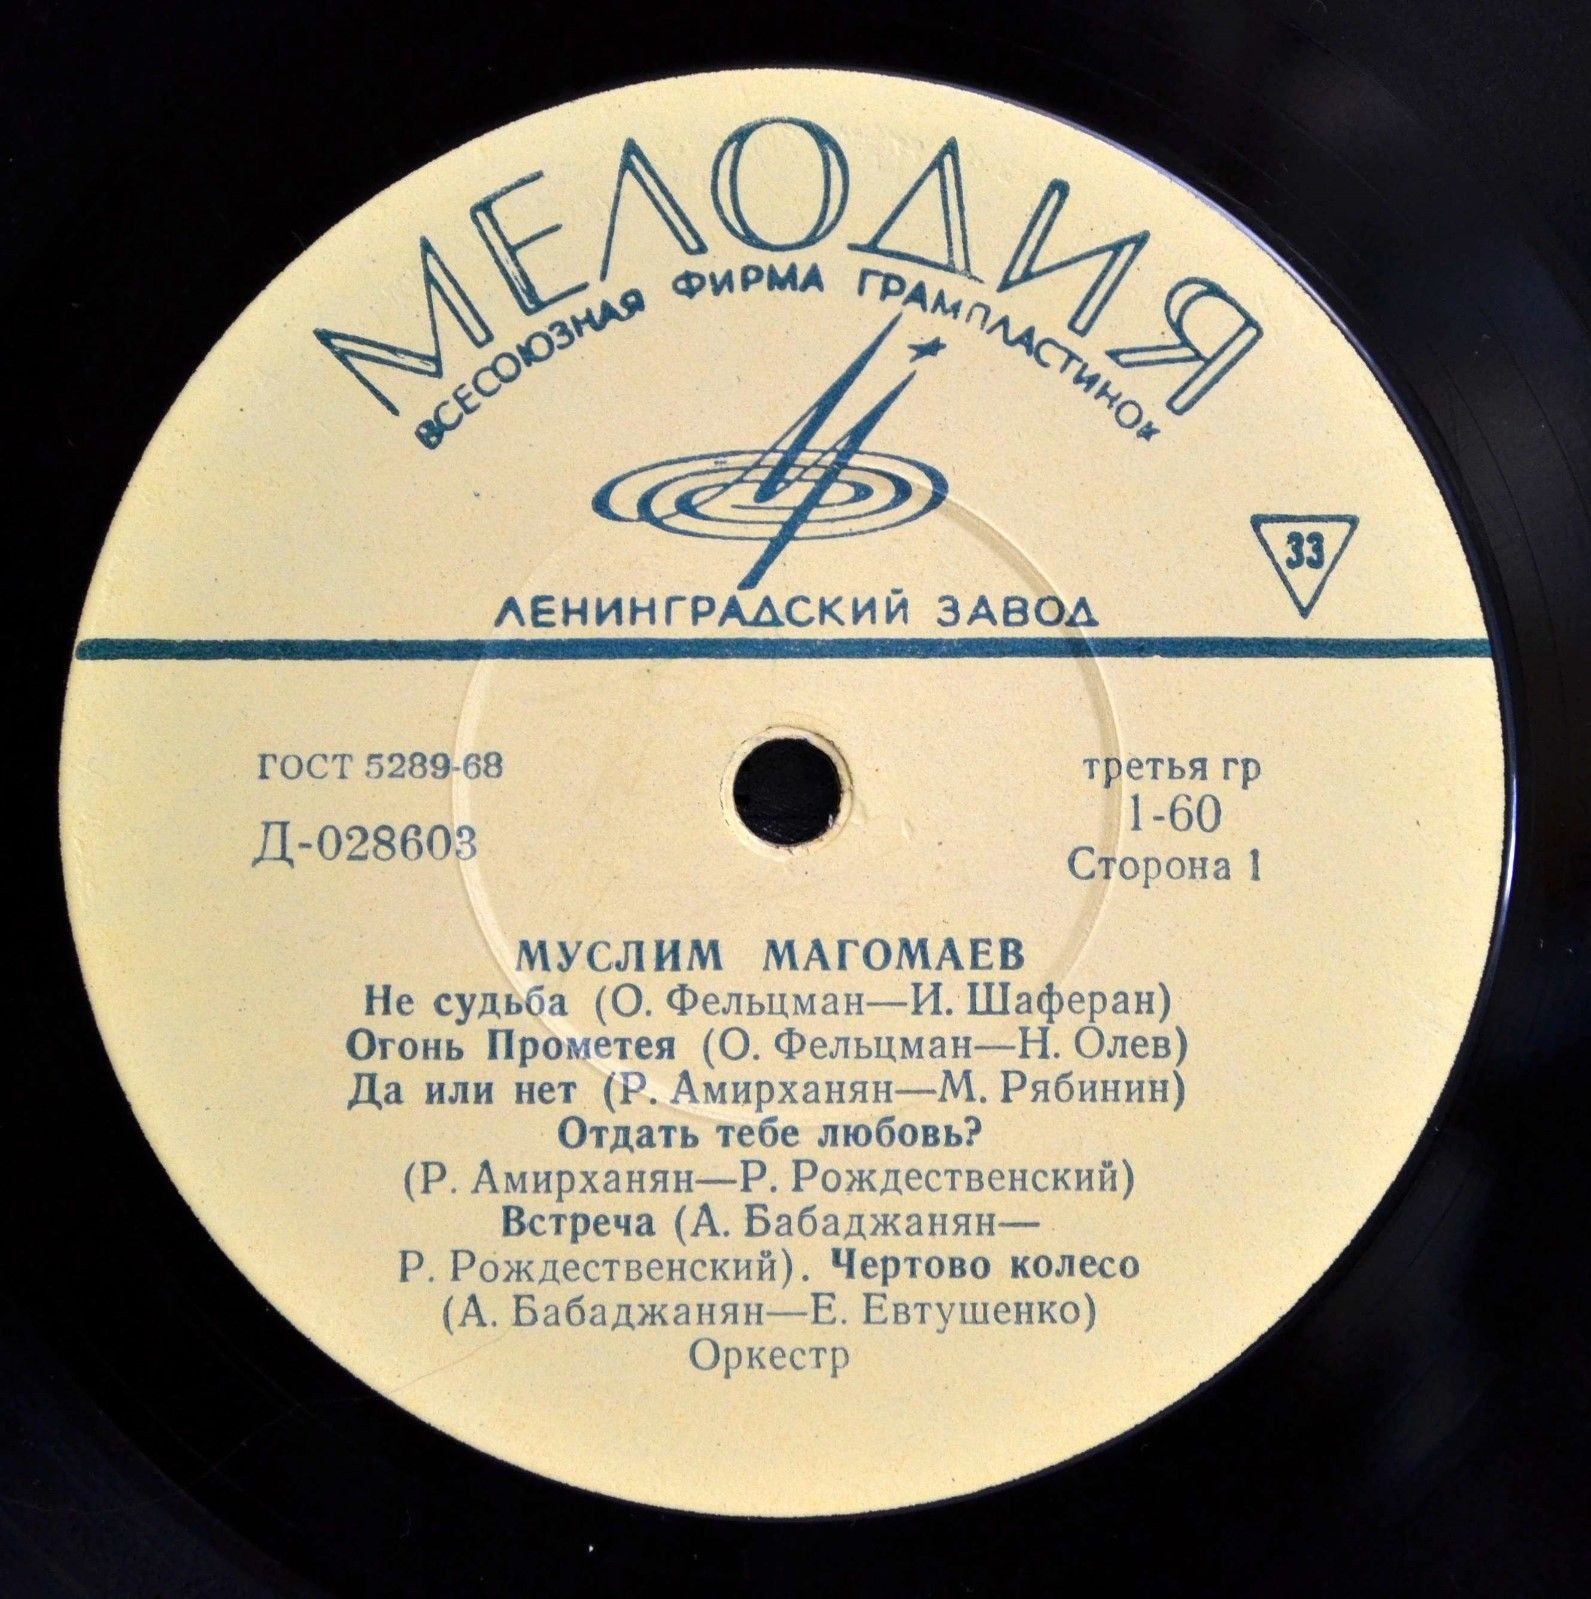 МЕЛОДИЯ
ВСЕСОЮЗНАЯ ФИРМА ГРАМПЛАСТИНОК
33
ЛЕНИНГРАДСКИЙ ЗАВОД
ГОСТ 5289-68
третья гр
1-60
Д-028603
Сторона 1
МУСЛИМ МАГОМАЕВ
Не судьба (О. Фельцман—И. Шаферан)
Огонь Прометея (О. Фельцман—Н. Олев)
Да или нет (Р. Амирханян—М. Рябинин)
Отдать тебе любовь?
(Р. Амирханян—Р. Рождественский)
Встреча (А. Бабаджанян—
Р. Рождественский). Чертово колесо
(А. Бабаджанян—Е. Евтушенко)
Оркестр